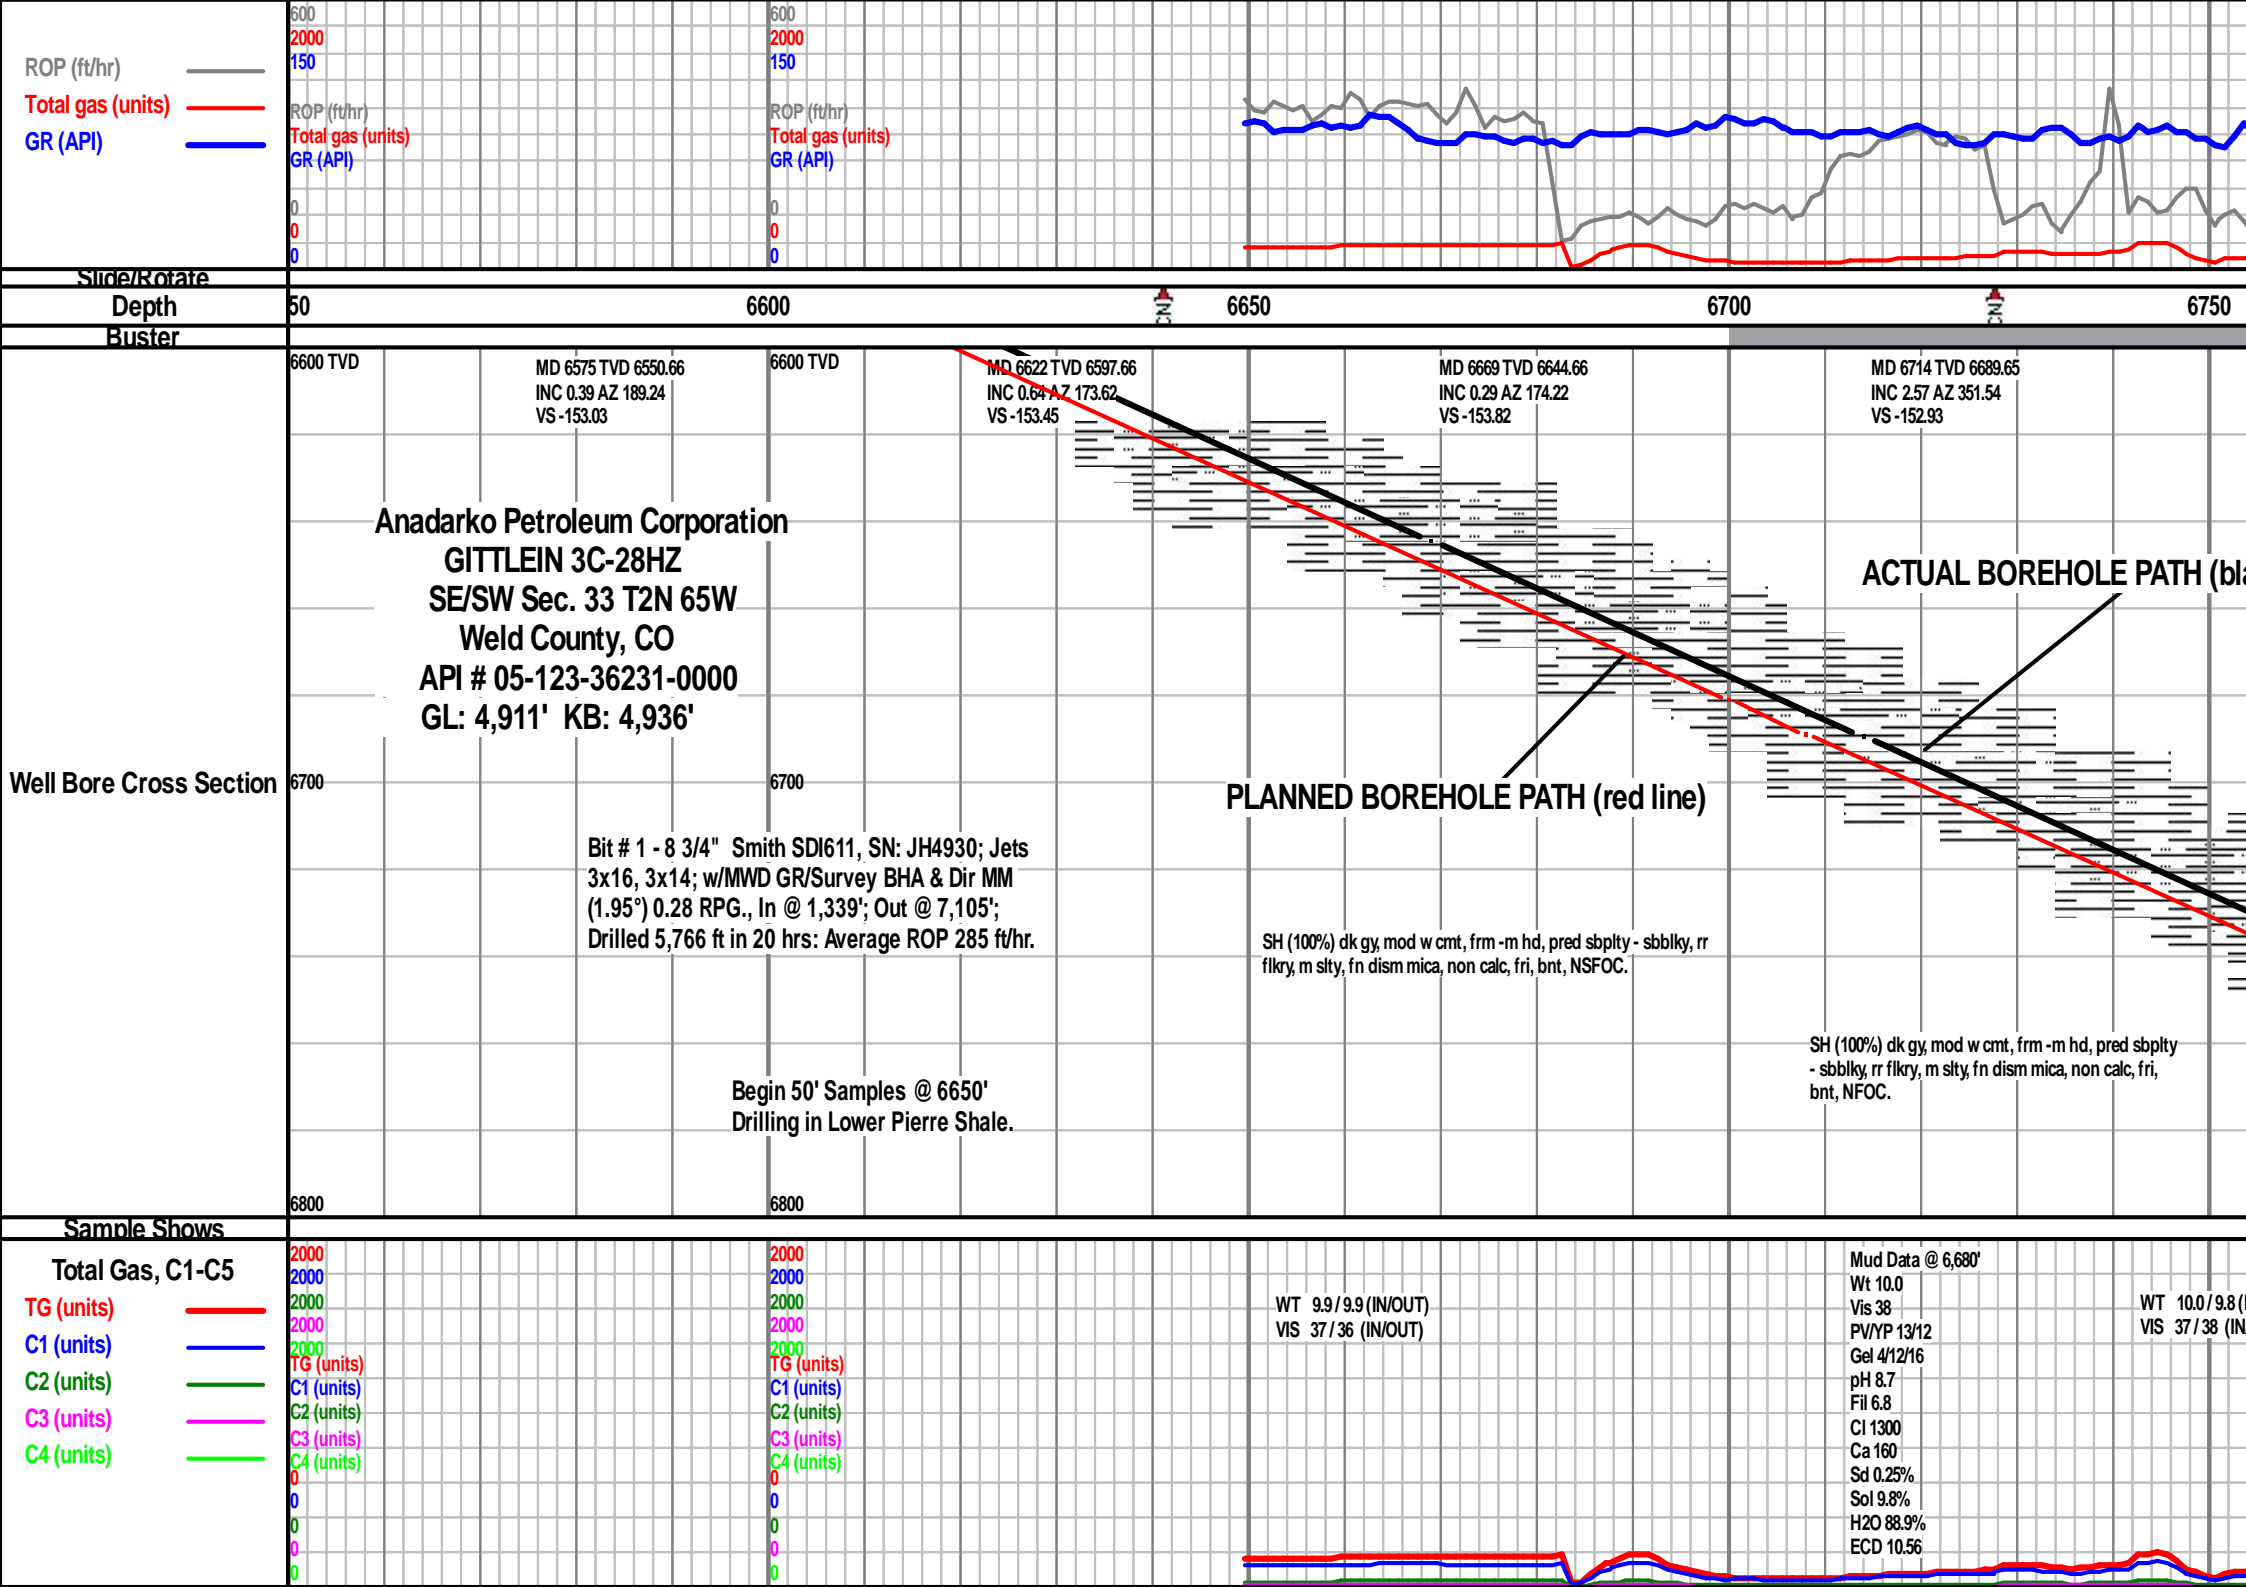 600
2000
150
ROP (ft/hr)
Total gas (units)
GR (API)
0
0
0
600
2000
150
ROP (ft/hr)
Total gas (units)
GR (API)
0
0
0
ROP (ft/hr)
Total gas (units)
GR (API)
Slide/Rotate
Depth
50
6600
6650
6700
6750
CN
CN
Buster
6600 TVD
6600 TVD
MD 6575 TVD 6550.66
INC 0.39 AZ 189.24
VS -153.03
MD 6622 TVD 6597.66
INC 0.64 AZ 173.62
VS -153.45
MD 6669 TVD 6644.66
INC 0.29 AZ 174.22
VS -153.82
MD 6714 TVD 6689.65
INC 2.57 AZ 351.54
VS -152.93
Anadarko Petroleum Corporation
GITTLEIN 3C-28HZ
SE/SW Sec. 33 T2N 65W
Weld County, CO
API # 05-123-36231-0000
GL: 4,911' KB: 4,936'
ACTUAL BOREHOLE PATH (bla
PLANNED BOREHOLE PATH (red line)
Well Bore Cross Section
6700
6700
Bit # 1 - 8 3/4" Smith SDI611, SN: JH4930; Jets
3x16, 3x14; w/MWD GR/Survey BHA & Dir MM
(1.95°) 0.28 RPG., In @ 1,339'; Out @ 7,105';
Drilled 5,766 ft in 20 hrs: Average ROP 285 ft/hr.
SH (100%) dk gy, mod w cmt, frm -m hd, pred sbplty - sbblky, rr
flkry, m slty, fn dism mica, non calc, fri, bnt, NSFOC.
SH (100%) dk gy, mod w cmt, frm -m hd, pred sbplty
- sbblky, rr flkry, m slty, fn dism mica, non calc, fri,
bnt, NFOC.
Begin 50' Samples @ 6650'
Drilling in Lower Pierre Shale.
6800
6800
Sample Shows
Total Gas, C1-C5
TG (units)
C1 (units)
C2 (units)
C3 (units)
C4 (units)
2000
2000
2000
2000
2000
TG (units)
C1 (units)
C2 (units)
C3 (units)
C4 (units)
0
0
0
0
0
2000
2000
2000
2000
2000
TG (units)
C1 (units)
C2 (units)
C3 (units)
C4 (units)
0
0
0
0
0
WT 9.9 / 9.9 (IN/OUT)
VIS 37 / 36 (IN/OUT)
Mud Data @ 6,680'
Wt 10.0
Vis 38
PV/YP 13/12
Gel 4/12/16
pH 8.7
Fil 6.8
Cl 1300
Ca 160
Sd 0.25%
Sol 9.8%
H2O 88.9%
ECD 10.56
WT 10.0 / 9.8 (
VIS 37 / 38 (IN